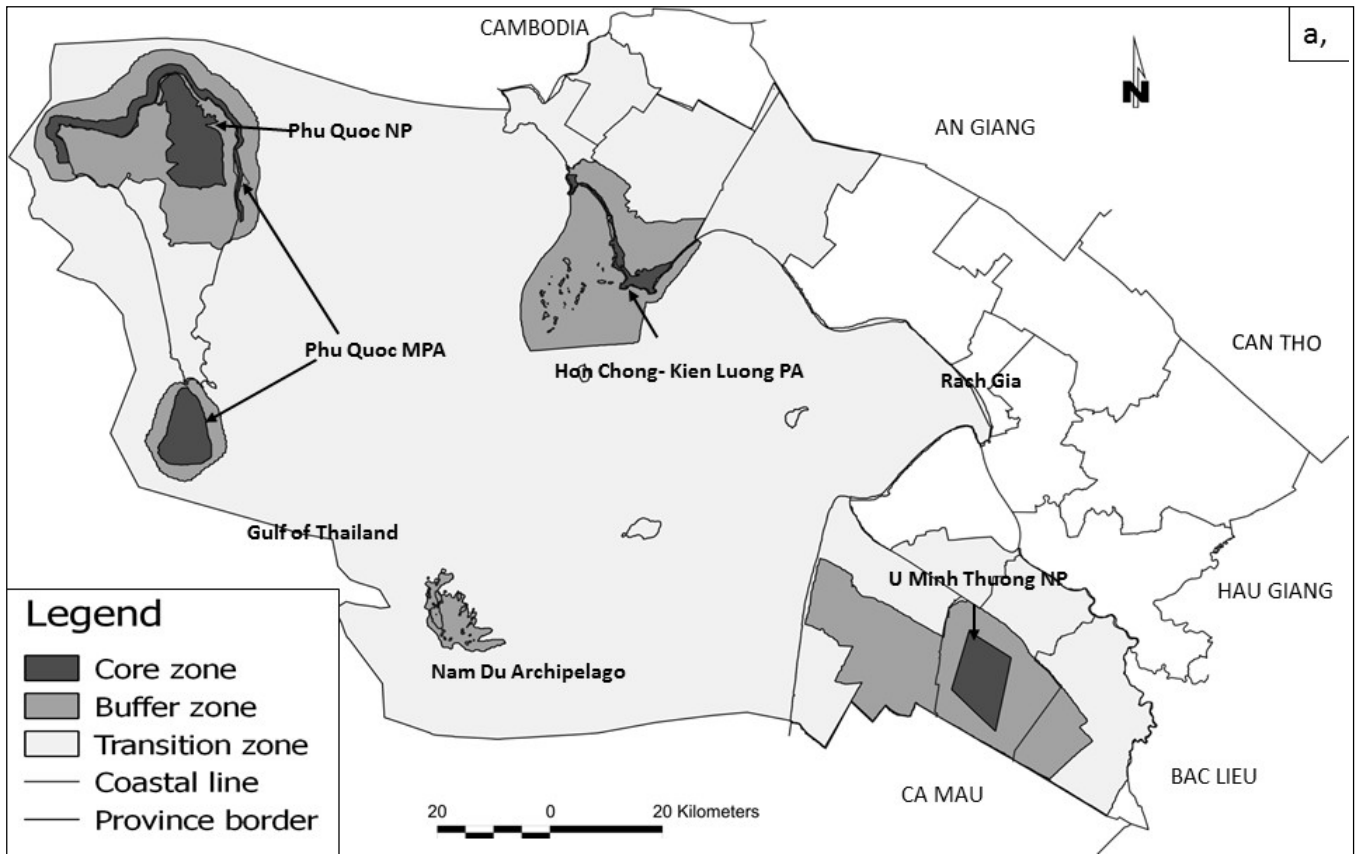 CAMBODIA
a,
N
Phu Quoc NP
AN GIANG
Phu Quoc MPA
CAN THO
Hon Chong- Kien Luong PA
Rach Gia
Gulf of Thailand
U Minh Thuong NP
HAU GIANG
Nam Du Archipelago
BAC LIEU
CA MAU
Legend
Core zone
Buffer zone
Transition zone
Coastal line
Province border
20 0 20 Kilometers